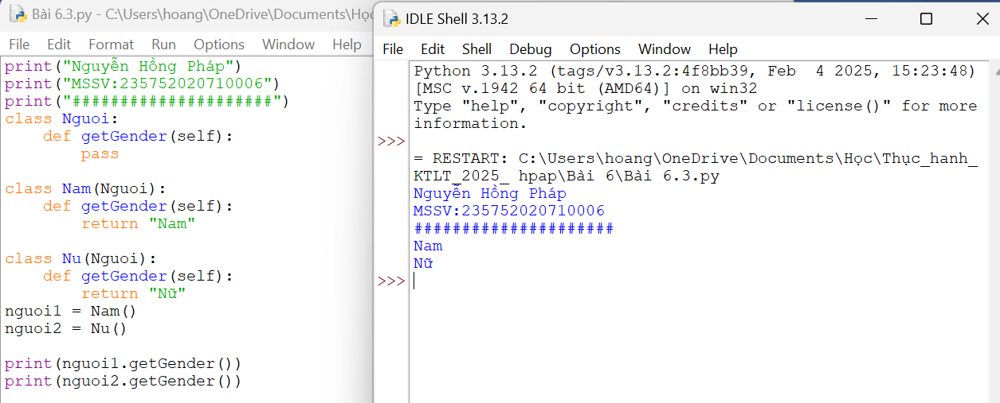 Bài 6.3.py - C:\Users\hoang\OneDrive\Documents\Học
File Edit Format Run Options Window Help
print("Nguyễn Hồng Pháp")
print("MSSV:235752020710006")
print("#####################")
class Nguoi:
    def getGender(self):
        pass
class Nam(Nguoi):
    def getGender(self):
        return "Nam"
class Nu(Nguoi):
    def getGender(self):
        return "Nữ"
nguoi1 = Nam()
nguoi2 = Nu()
print(nguoi1.getGender())
print(nguoi2.getGender())
IDLE Shell 3.13.2
File Edit Shell Debug Options Window Help
Python 3.13.2 (tags/v3.13.2:4f8bb39, Feb  4 2025, 15:23:48)
[MSC v.1942 64 bit (AMD64)] on win32
Type "help", "copyright", "credits" or "license()" for more
information.
>>>
= RESTART: C:\Users\hoang\OneDrive\Documents\Học\Thực_hanh_
KTLT_2025_ hpap\Bài 6\Bài 6.3.py
Nguyễn Hồng Pháp
MSSV:235752020710006
#####################
Nam
Nữ
>>>